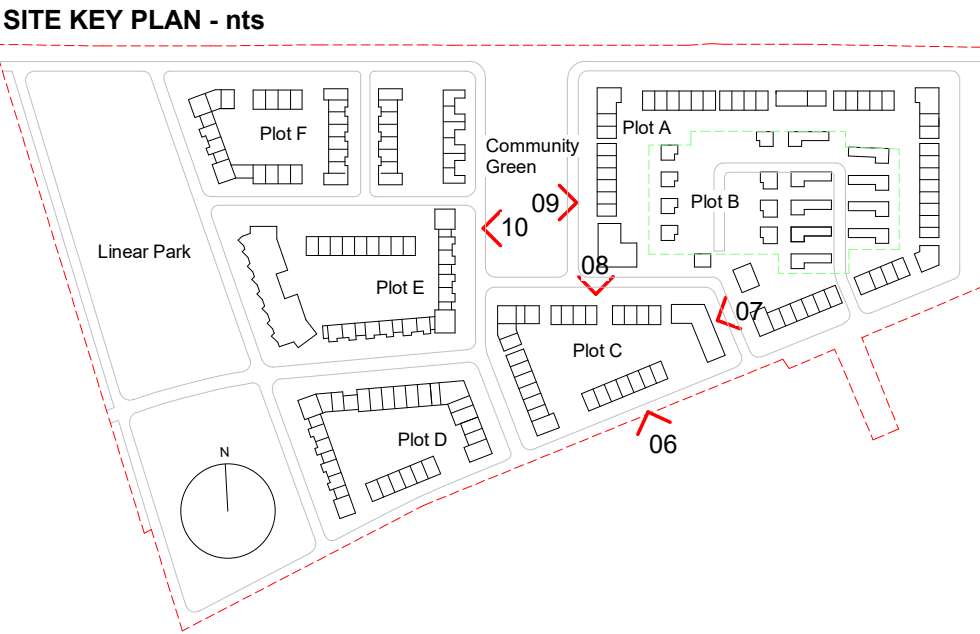 SITE KEY PLAN - nts
Plot F
Community
Green
Plot A
09
10
Plot B
Linear Park
08
Plot E
07
Plot C
Plot D
06
N